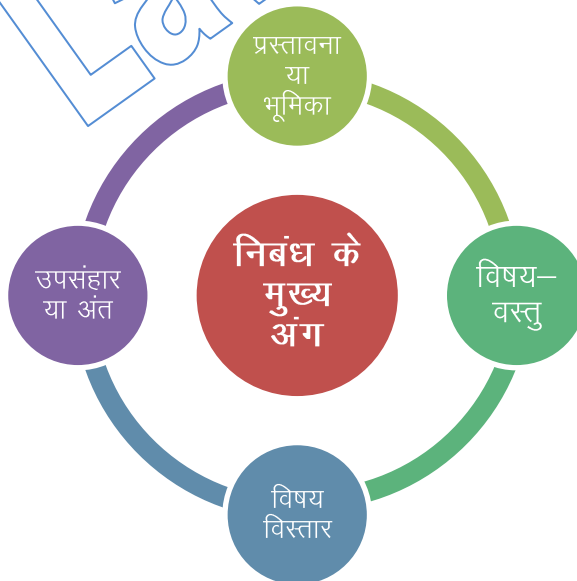 प्रस्तावना
या
भूमिका
निबंध के
मुख्य
अंग
विषय–
वस्तु
विषय
विस्तार
उपसंहार
या अंत